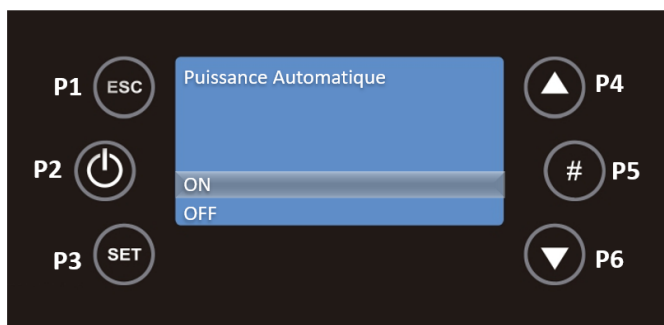 P1 ESC
Puissance Automatique
P4
P2
# P5
ON
OFF
P3 SET
P6